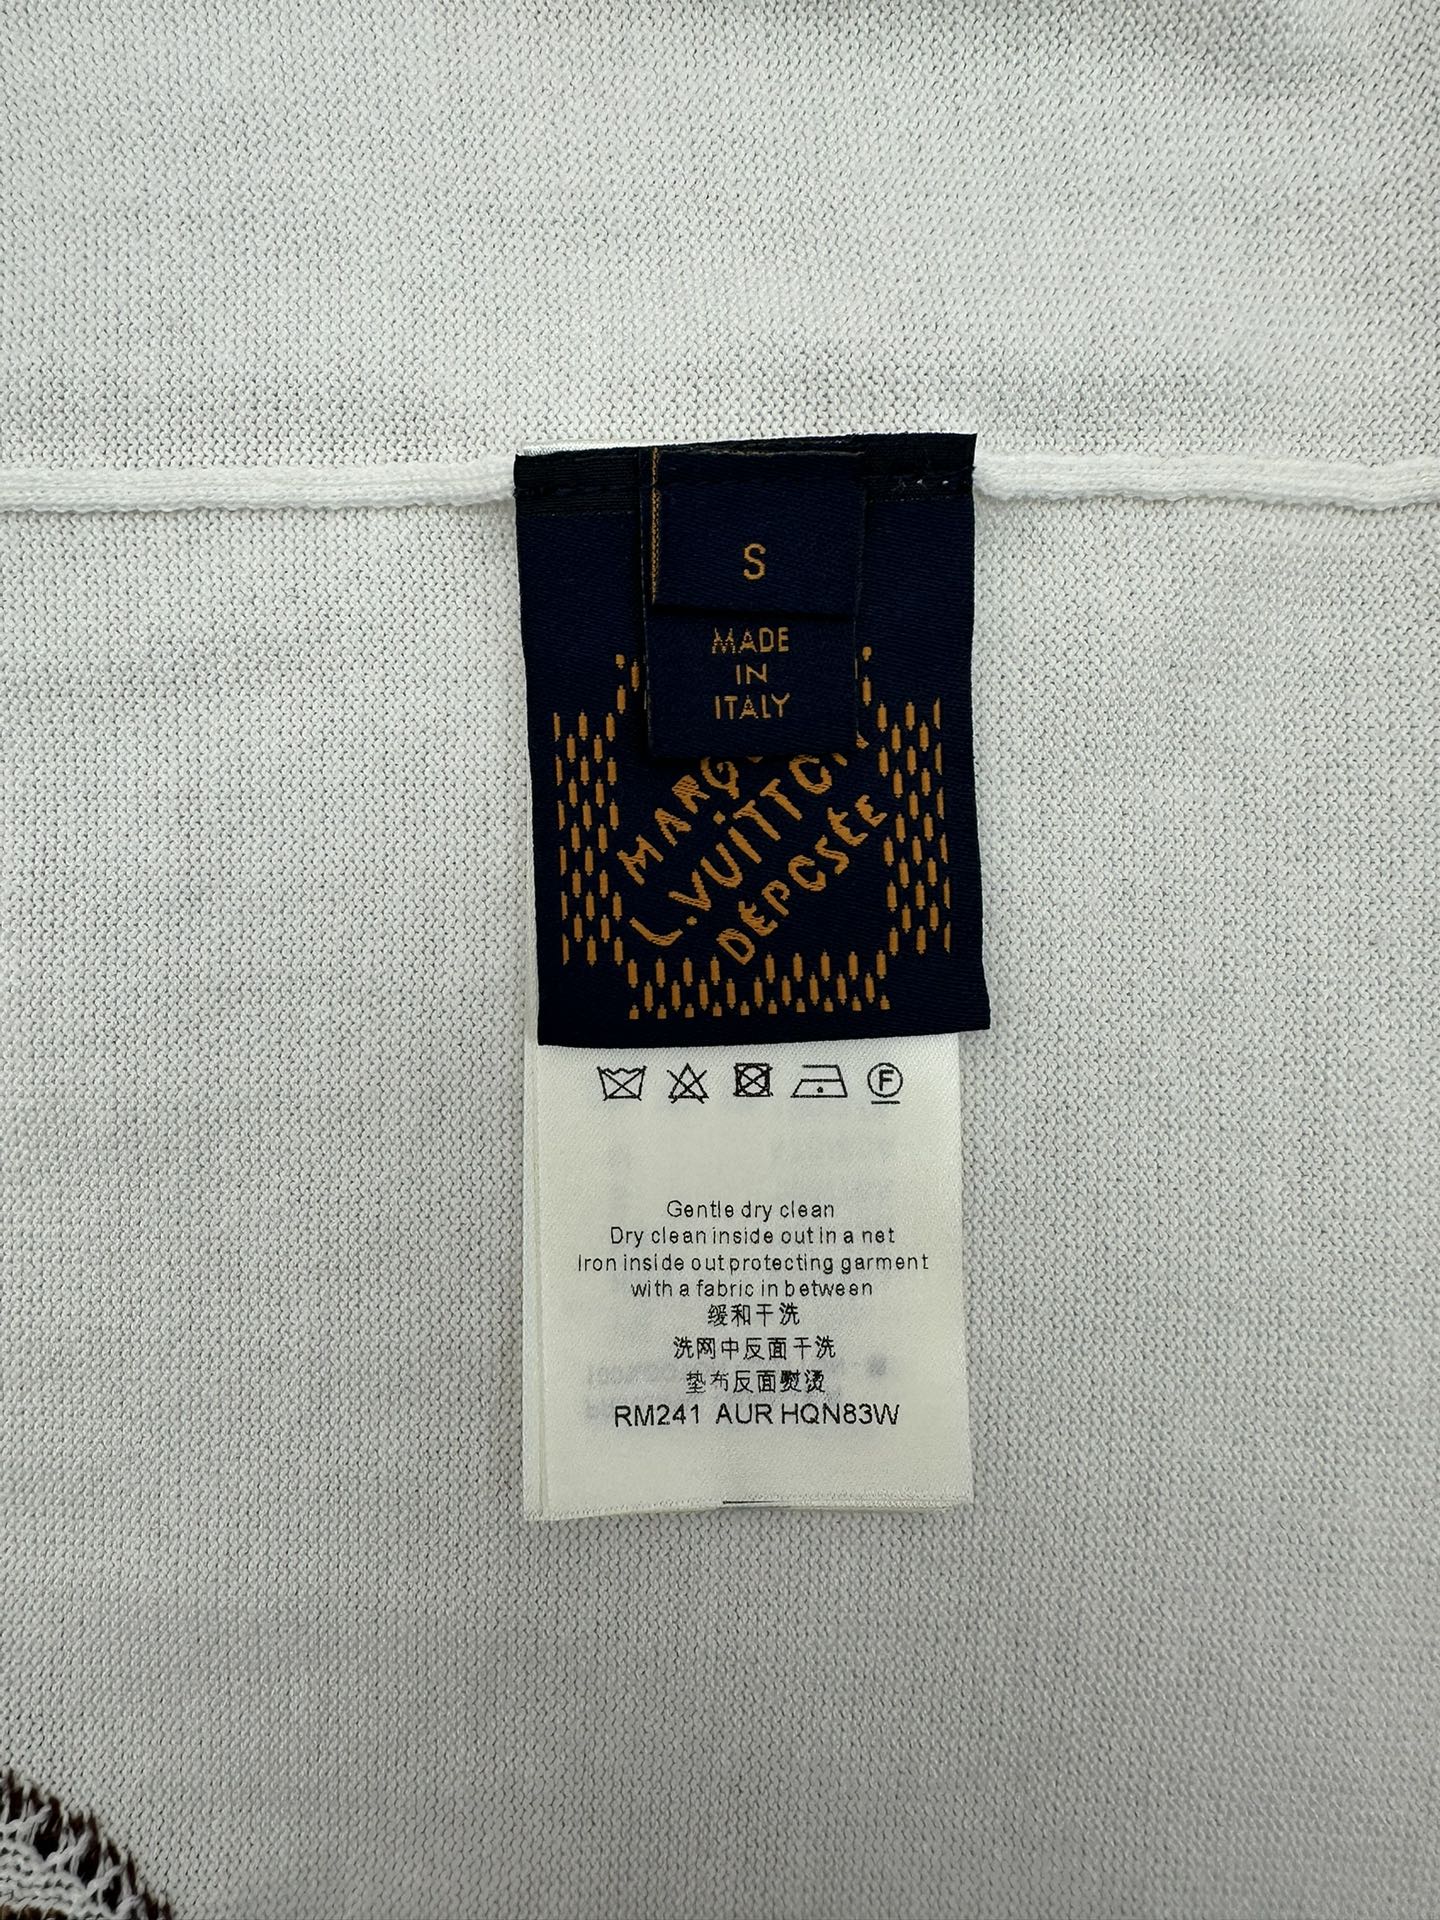 S
MADE
IN
ITALY
L.VUITTON
DÉPOSÉE
F
Gentle dry clean
Dry clean inside out in a net
Iron inside out protecting garment
with a fabric in between
缓和干洗
洗网中反面干洗
垫布反面熨烫
RM241 AUR HQN83W